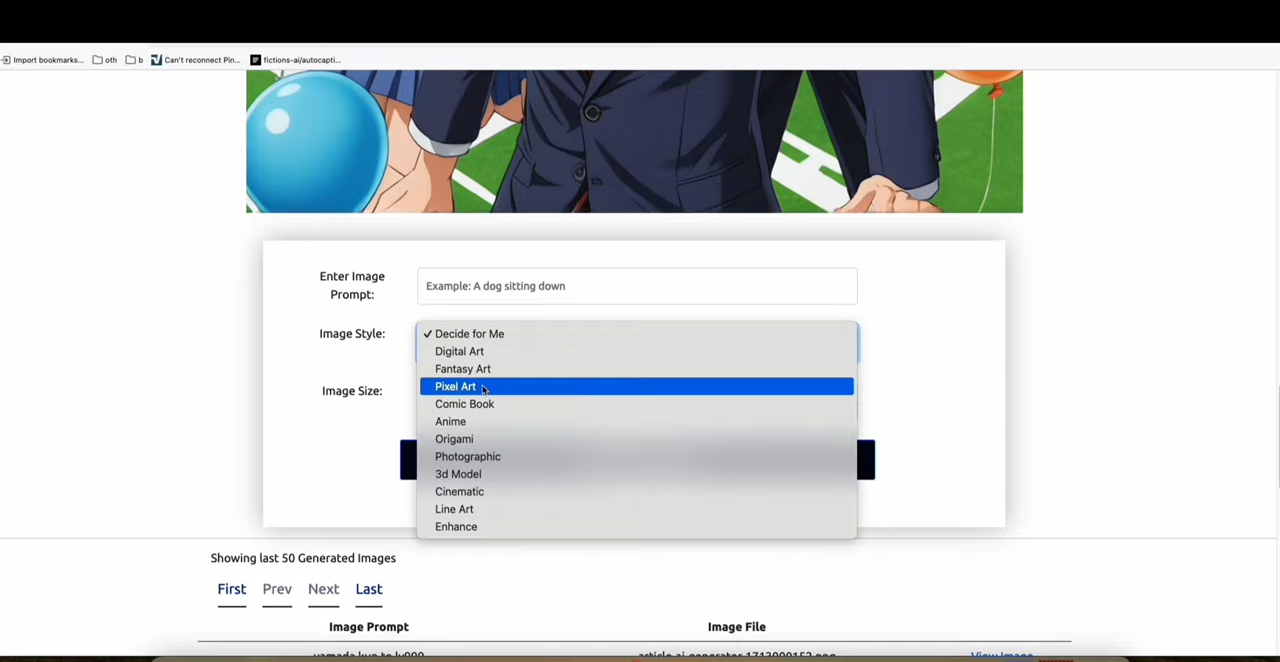 Import bookmarks... oth b Can't reconnect Pin... fictions-ai/autocapti...
Enter Image
Prompt:
Example: A dog sitting down
Image Style:
✓ Decide for Me
Digital Art
Fantasy Art
Pixel Art
Comic Book
Anime
Origami
Photographic
3d Model
Cinematic
Line Art
Enhance
Image Size:
Showing last 50 Generated Images
First Prev Next Last
Image Prompt Image File
View Image